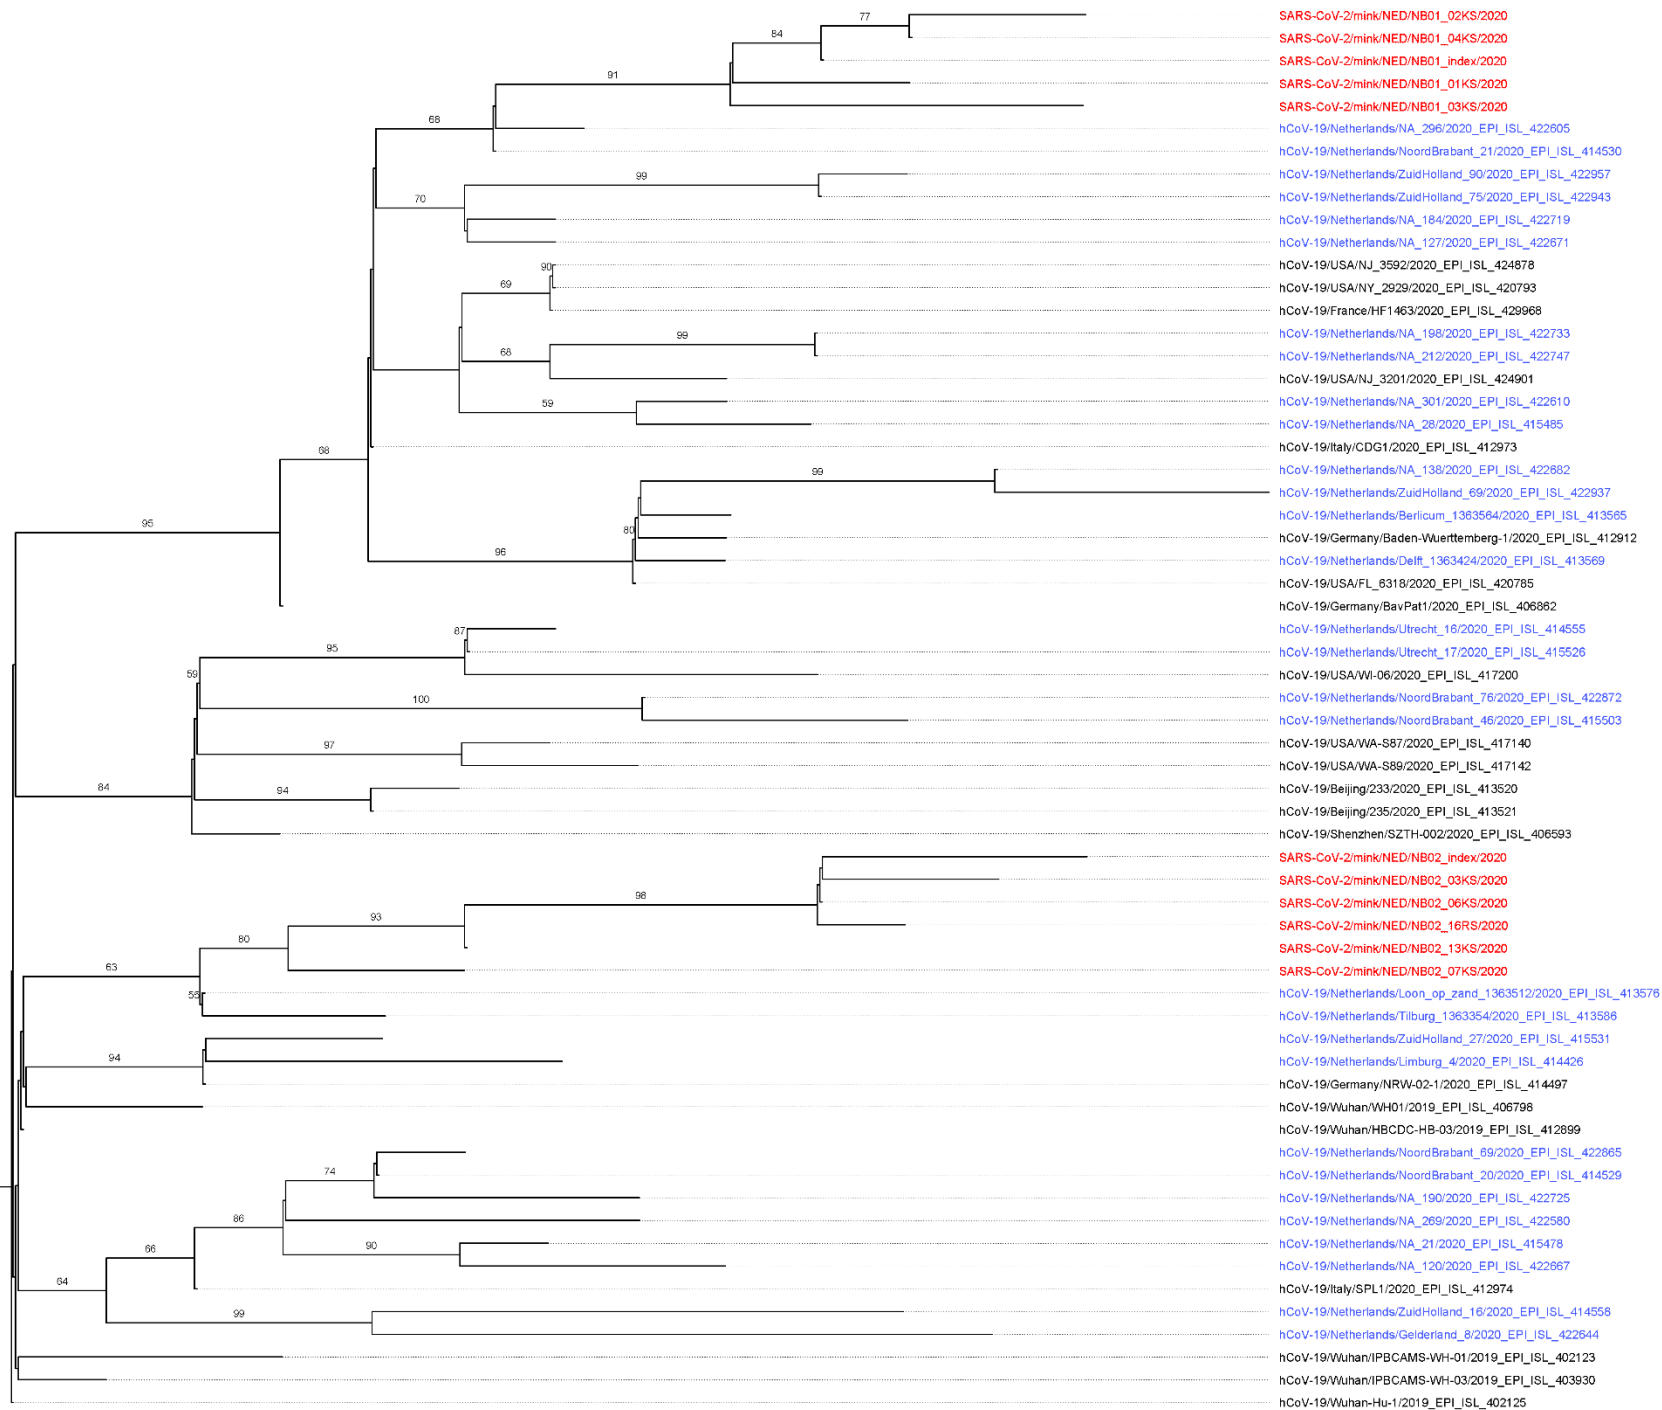 77
SARS-CoV-2/mink/NED/NB01_02KS/2020
84
SARS-CoV-2/mink/NED/NB01_04KS/2020
SARS-CoV-2/mink/NED/NB01_index/2020
91
SARS-CoV-2/mink/NED/NB01_01KS/2020
SARS-CoV-2/mink/NED/NB01_03KS/2020
68
hCoV-19/Netherlands/NA_296/2020_EPI_ISL_422605
hCoV-19/Netherlands/NoordBrabant_21/2020_EPI_ISL_414530
99
hCoV-19/Netherlands/ZuidHolland_90/2020_EPI_ISL_422957
70
hCoV-19/Netherlands/ZuidHolland_75/2020_EPI_ISL_422943
hCoV-19/Netherlands/NA_184/2020_EPI_ISL_422719
hCoV-19/Netherlands/NA_127/2020_EPI_ISL_422671
90
hCoV-19/USA/NJ_3592/2020_EPI_ISL_424878
69
hCoV-19/USA/NY_2929/2020_EPI_ISL_420793
hCoV-19/France/HF1463/2020_EPI_ISL_429968
99
hCoV-19/Netherlands/NA_198/2020_EPI_ISL_422733
68
hCoV-19/Netherlands/NA_212/2020_EPI_ISL_422747
hCoV-19/USA/NJ_3201/2020_EPI_ISL_424901
59
hCoV-19/Netherlands/NA_301/2020_EPI_ISL_422610
hCoV-19/Netherlands/NA_28/2020_EPI_ISL_415485
68
hCoV-19/Italy/CDG1/2020_EPI_ISL_412973
99
hCoV-19/Netherlands/NA_138/2020_EPI_ISL_422682
hCoV-19/Netherlands/ZuidHolland_69/2020_EPI_ISL_422937
95
hCoV-19/Netherlands/Berlicum_1363564/2020_EPI_ISL_413565
80
hCoV-19/Germany/Baden-Wuerttemberg-1/2020_EPI_ISL_412912
96
hCoV-19/Netherlands/Delft_1363424/2020_EPI_ISL_413569
hCoV-19/USA/FL_6318/2020_EPI_ISL_420785
hCoV-19/Germany/BavPat1/2020_EPI_ISL_406862
87
hCoV-19/Netherlands/Utrecht_16/2020_EPI_ISL_414555
95
hCoV-19/Netherlands/Utrecht_17/2020_EPI_ISL_415526
59
hCoV-19/USA/WI-06/2020_EPI_ISL_417200
100
hCoV-19/Netherlands/NoordBrabant_76/2020_EPI_ISL_422872
hCoV-19/Netherlands/NoordBrabant_46/2020_EPI_ISL_415503
97
hCoV-19/USA/WA-S87/2020_EPI_ISL_417140
hCoV-19/USA/WA-S89/2020_EPI_ISL_417142
84
94
hCoV-19/Beijing/233/2020_EPI_ISL_413520
hCoV-19/Beijing/235/2020_EPI_ISL_413521
hCoV-19/Shenzhen/SZTH-002/2020_EPI_ISL_406593
SARS-CoV-2/mink/NED/NB02_index/2020
SARS-CoV-2/mink/NED/NB02_03KS/2020
98
SARS-CoV-2/mink/NED/NB02_06KS/2020
93
SARS-CoV-2/mink/NED/NB02_16RS/2020
80
SARS-CoV-2/mink/NED/NB02_13KS/2020
63
SARS-CoV-2/mink/NED/NB02_07KS/2020
55
hCoV-19/Netherlands/Loon_op_zand_1363512/2020_EPI_ISL_413576
hCoV-19/Netherlands/Tilburg_1363354/2020_EPI_ISL_413586
hCoV-19/Netherlands/ZuidHolland_27/2020_EPI_ISL_415531
94
hCoV-19/Netherlands/Limburg_4/2020_EPI_ISL_414426
hCoV-19/Germany/NRW-02-1/2020_EPI_ISL_414497
hCoV-19/Wuhan/WH01/2019_EPI_ISL_406798
hCoV-19/Wuhan/HBCDC-HB-03/2019_EPI_ISL_412899
hCoV-19/Netherlands/NoordBrabant_69/2020_EPI_ISL_422865
74
hCoV-19/Netherlands/NoordBrabant_20/2020_EPI_ISL_414529
hCoV-19/Netherlands/NA_190/2020_EPI_ISL_422725
86
hCoV-19/Netherlands/NA_269/2020_EPI_ISL_422580
90
hCoV-19/Netherlands/NA_21/2020_EPI_ISL_415478
66
hCoV-19/Netherlands/NA_120/2020_EPI_ISL_422667
64
hCoV-19/Italy/SPL1/2020_EPI_ISL_412974
99
hCoV-19/Netherlands/ZuidHolland_16/2020_EPI_ISL_414558
hCoV-19/Netherlands/Gelderland_8/2020_EPI_ISL_422644
hCoV-19/Wuhan/IPBCAMS-WH-01/2019_EPI_ISL_402123
hCoV-19/Wuhan/IPBCAMS-WH-03/2019_EPI_ISL_403930
hCoV-19/Wuhan-Hu-1/2019_EPI_ISL_402125